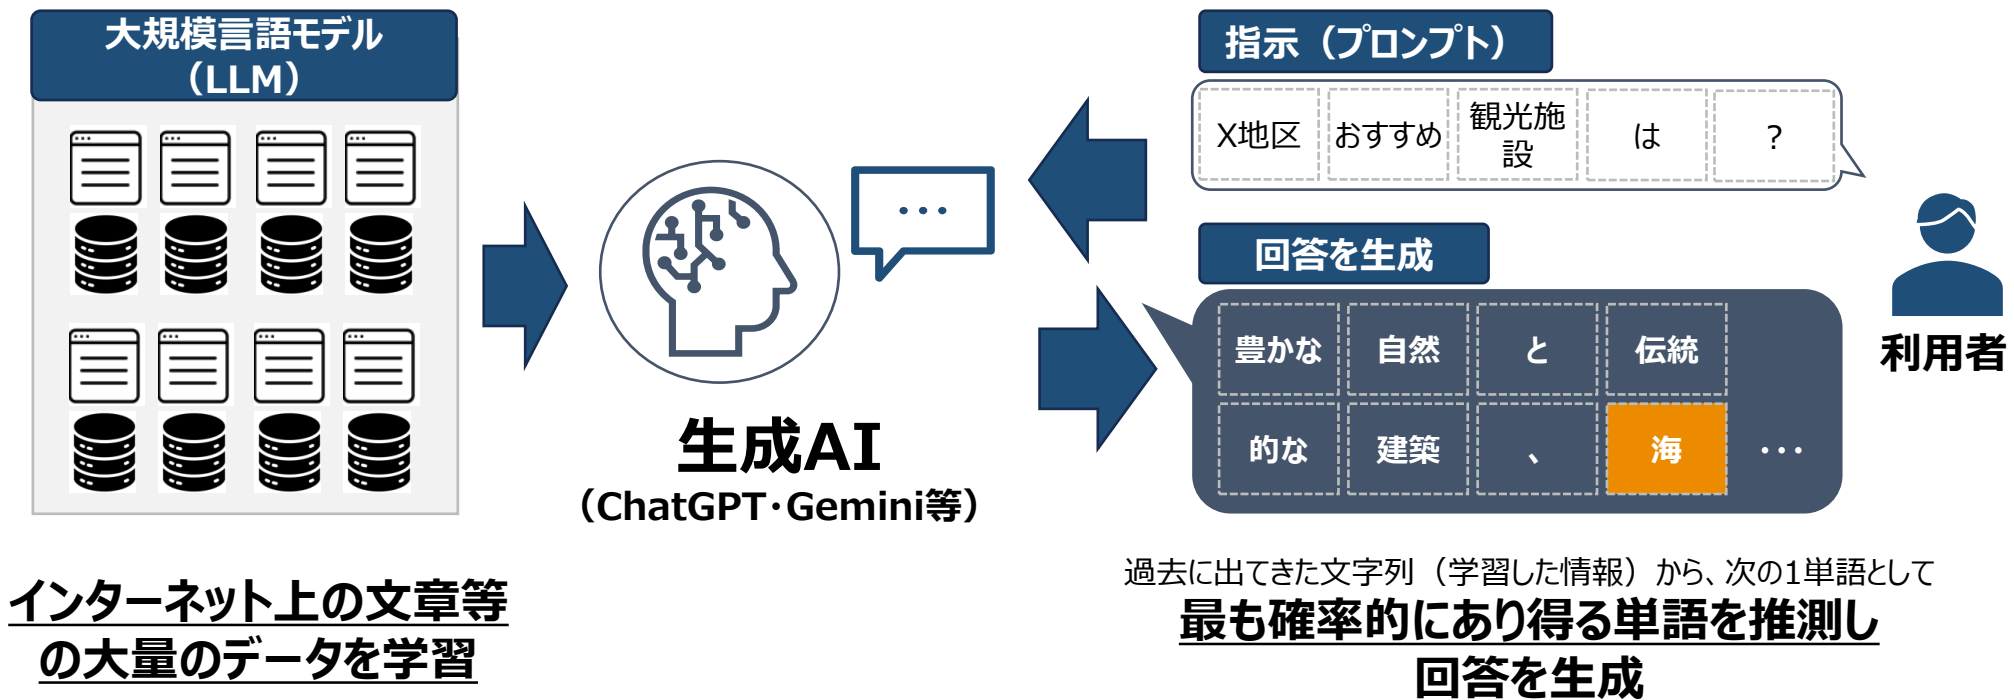 大規模言語モデル
（LLM）
インターネット上の文章等
の大量のデータを学習
生成AI
（ChatGPT・Gemini等）
指示（プロンプト）
X地区 おすすめ 観光施設 は ？
回答を生成
豊かな 自然 と 伝統
的な 建築 、 海 ・・・
利用者
過去に出てきた文字列（学習した情報）から、次の1単語として
最も確率的にあり得る単語を推測し
回答を生成